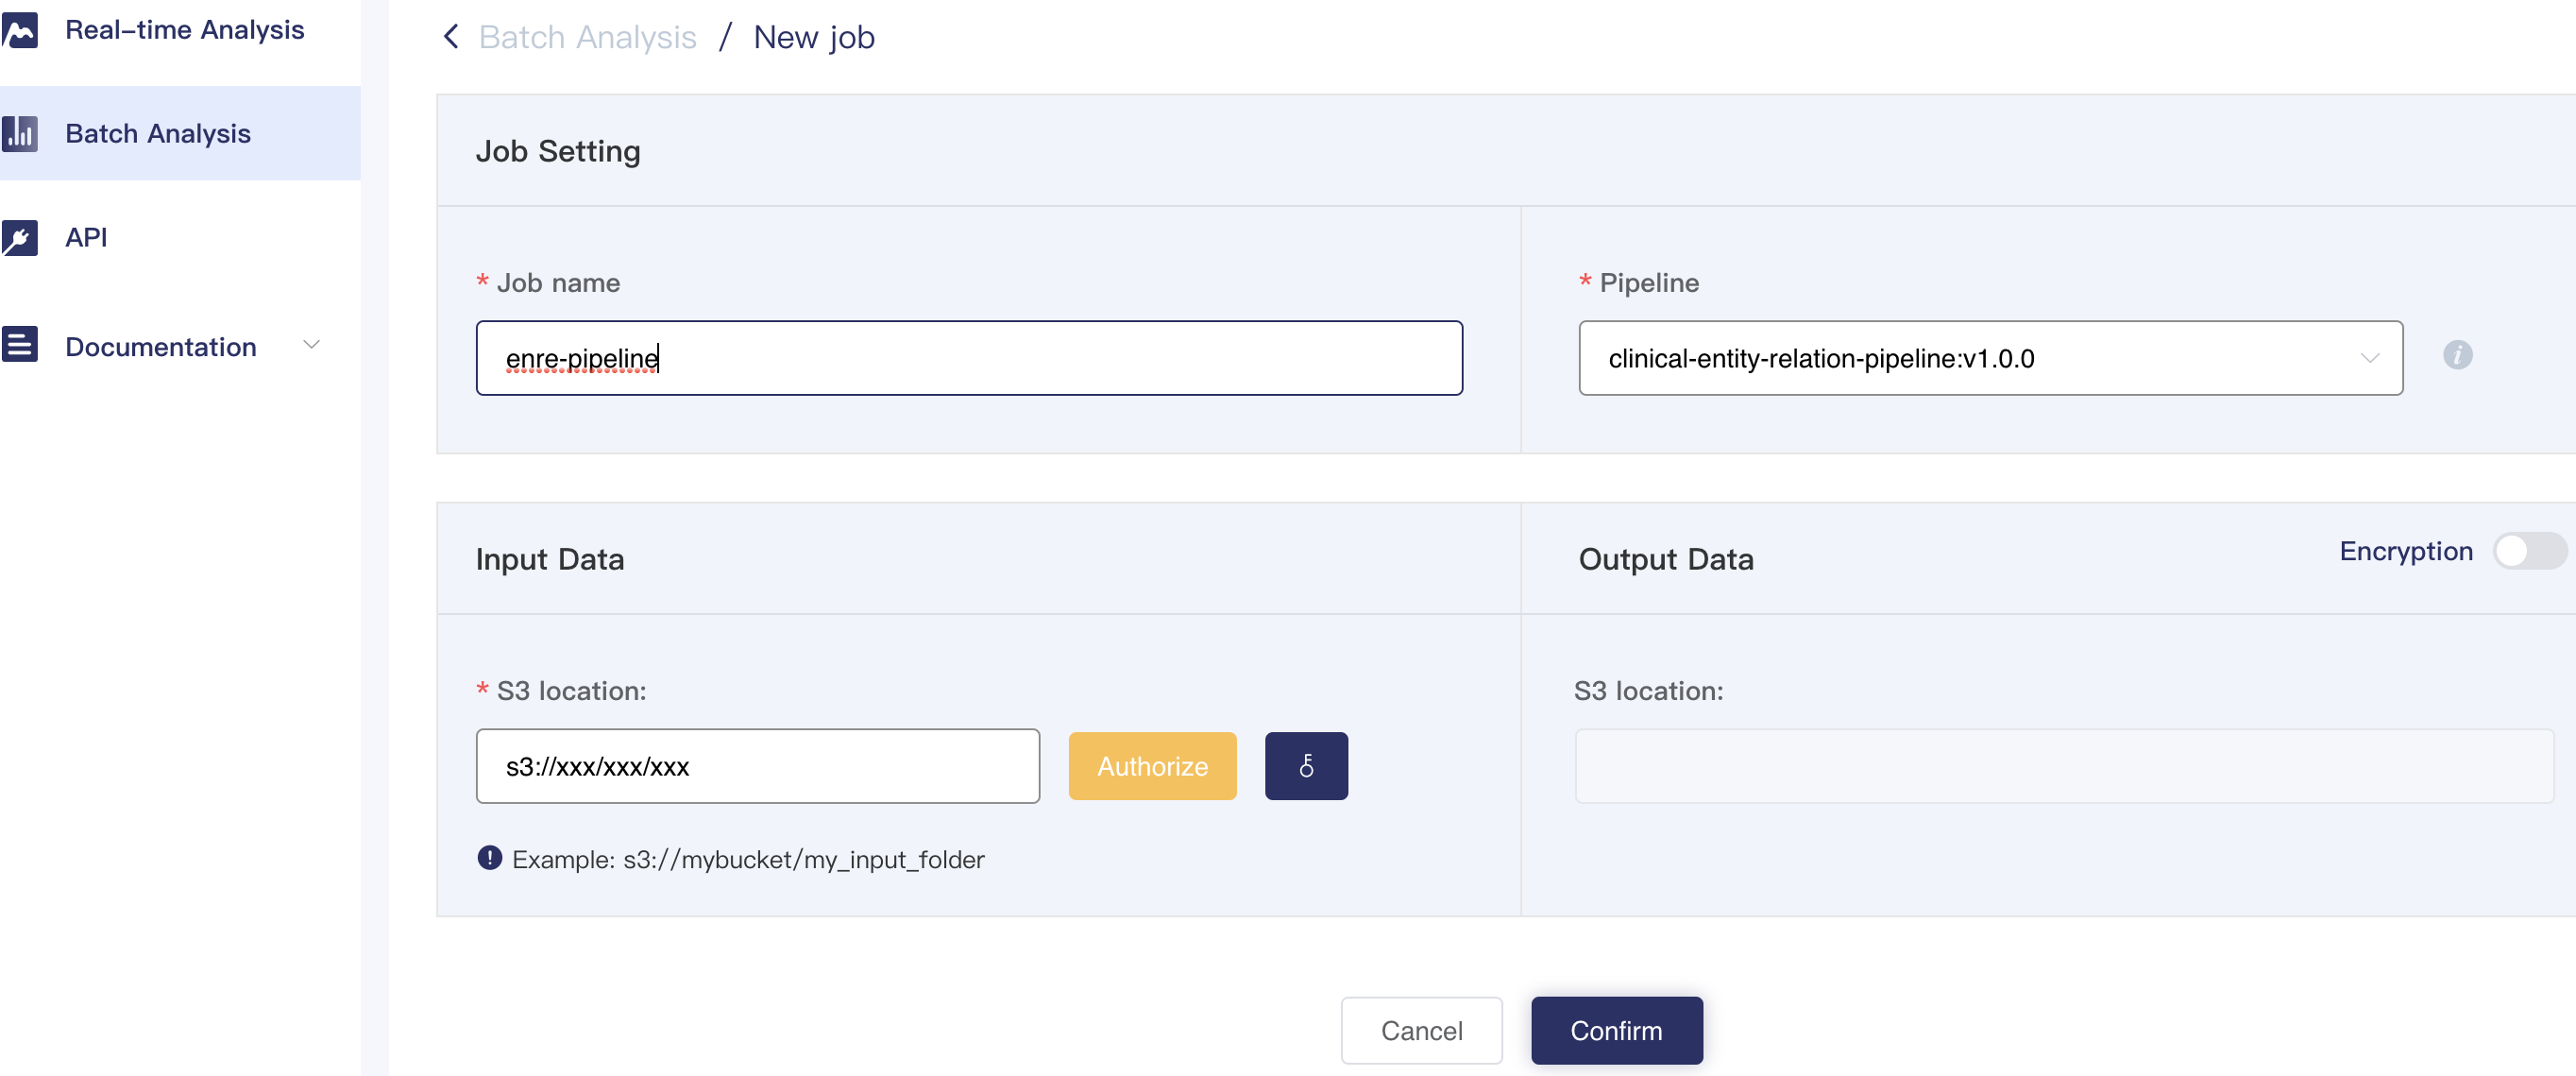 Real-time Analysis
Batch Analysis
API
Documentation
Batch Analysis / New job
Job Setting
* Job name
enre-pipeline
* Pipeline
clinical-entity-relation-pipeline:v1.0.0
i
Input Data
* S3 location:
s3://xxx/xxx/xxx
Authorize
! Example: s3://mybucket/my_input_folder
Output Data
Encryption
S3 location:
Cancel
Confirm